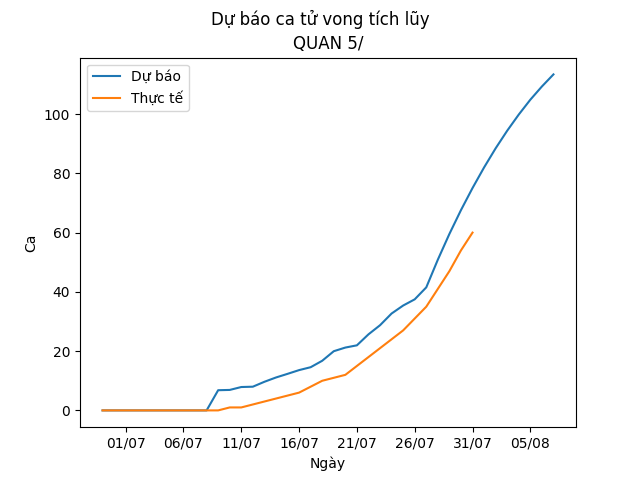 Dự báo ca tử vong tích lũy
QUAN 5/
Dự báo
Thực tế
100
80
60
40
20
0
Ca
01/07 06/07 11/07 16/07 21/07 26/07 31/07 05/08
Ngày